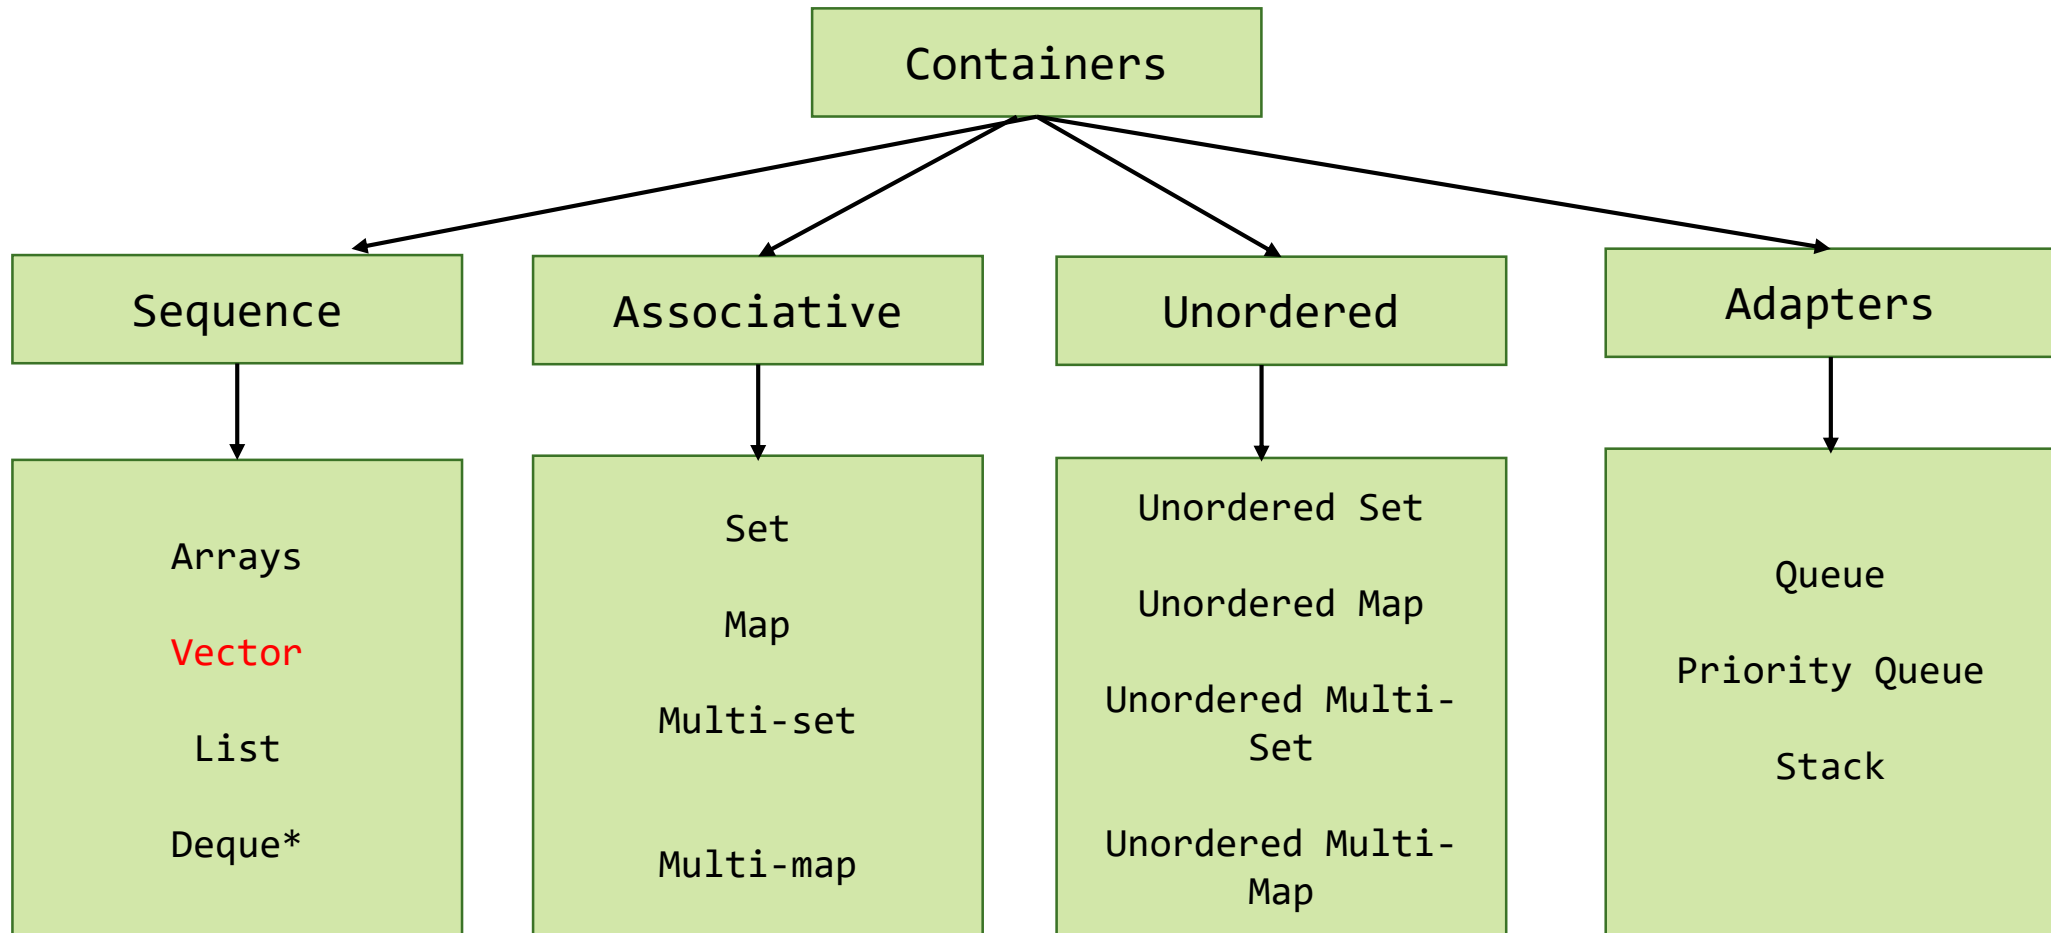 Containers
Sequence
Associative
Unordered
Adapters
Arrays
Vector
List
Deque*
Set
Map
Multi-set
Multi-map
Unordered Set
Unordered Map
Unordered Multi-
Set
Unordered Multi-
Map
Queue
Priority Queue
Stack